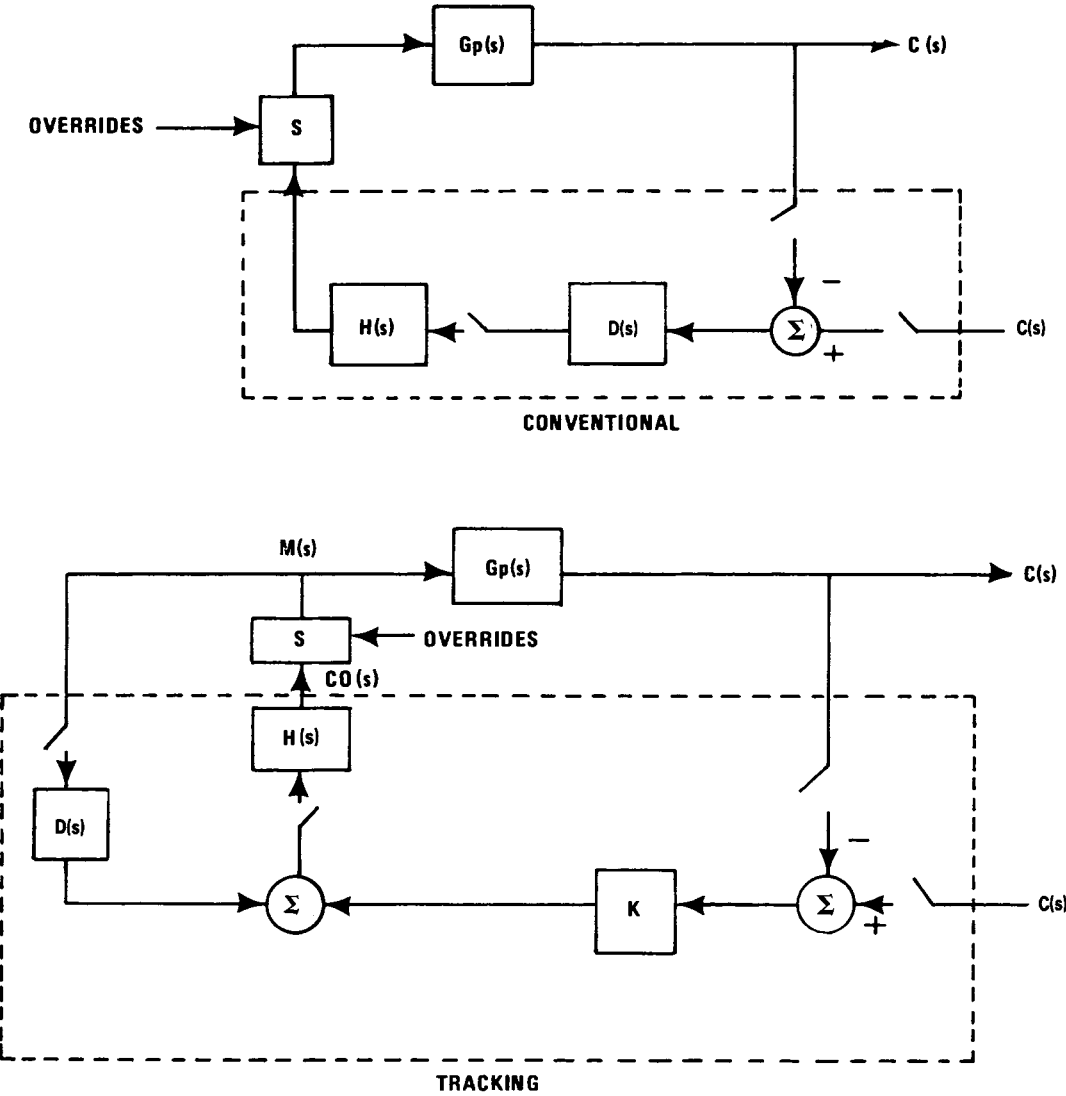 Gp(s)
C (s)
OVERRIDES
S
−
H(s)
D(s)
Σ
C(s)
+
CONVENTIONAL
M(s)
Gp(s)
C(s)
S
OVERRIDES
CO(s)
H(s)
D(s)
−
Σ
K
Σ
C(s)
+
TRACKING